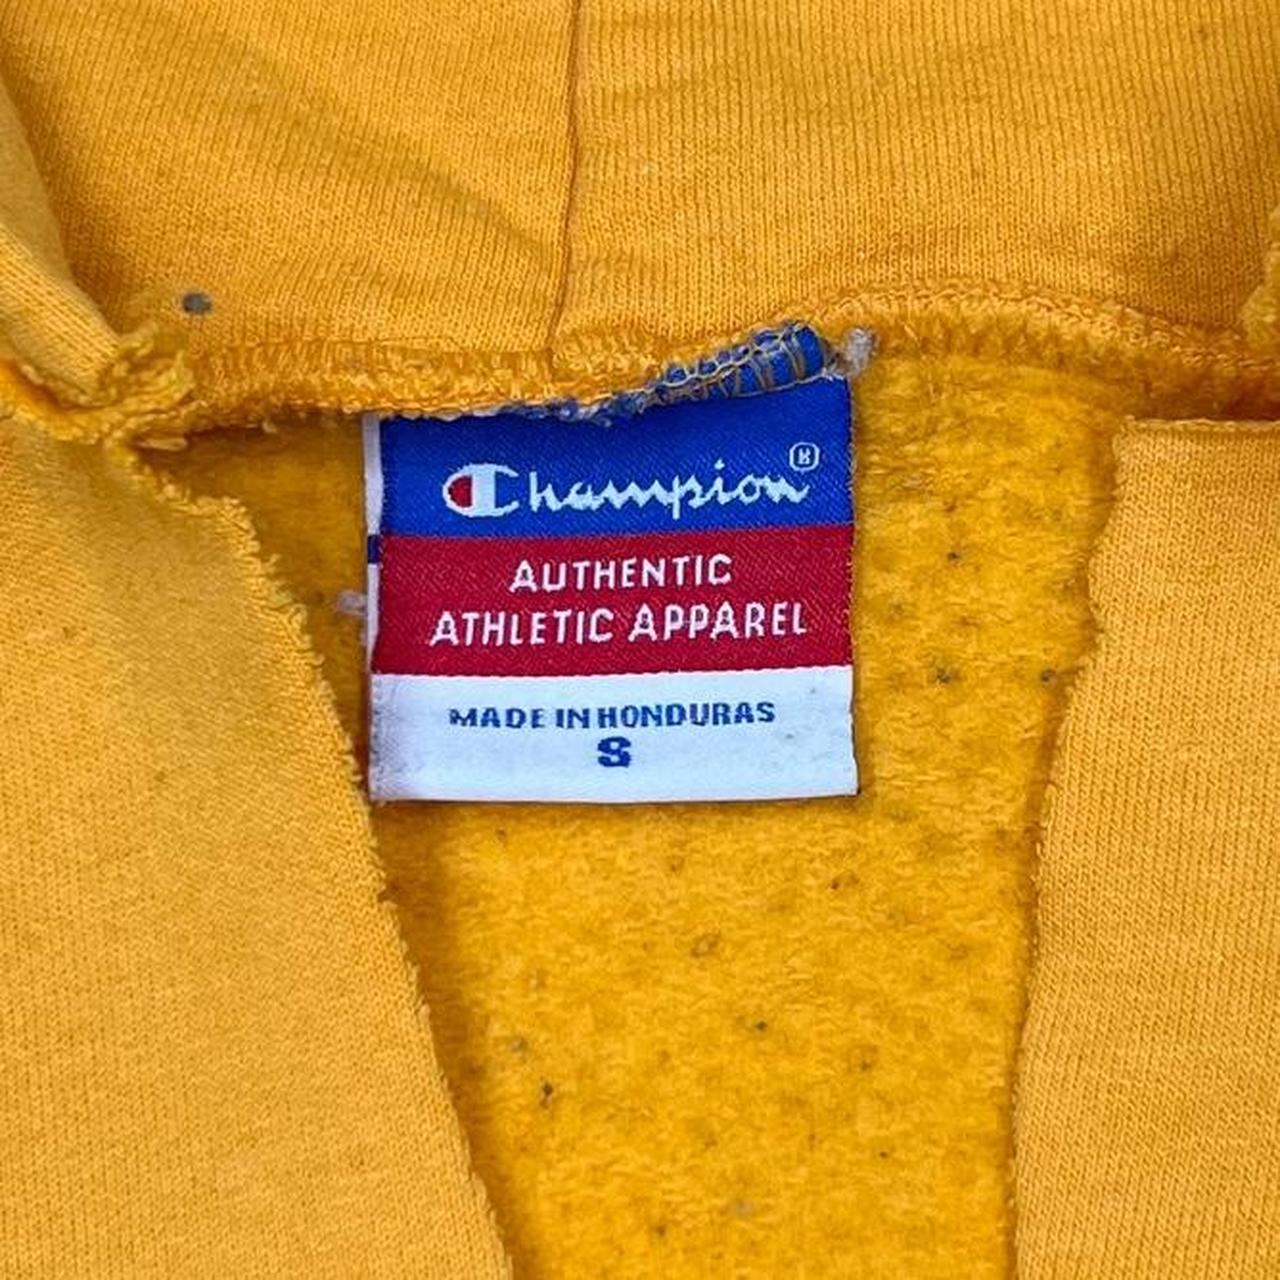 Champion®
AUTHENTIC
ATHLETIC APPAREL
MADE IN HONDURAS
S